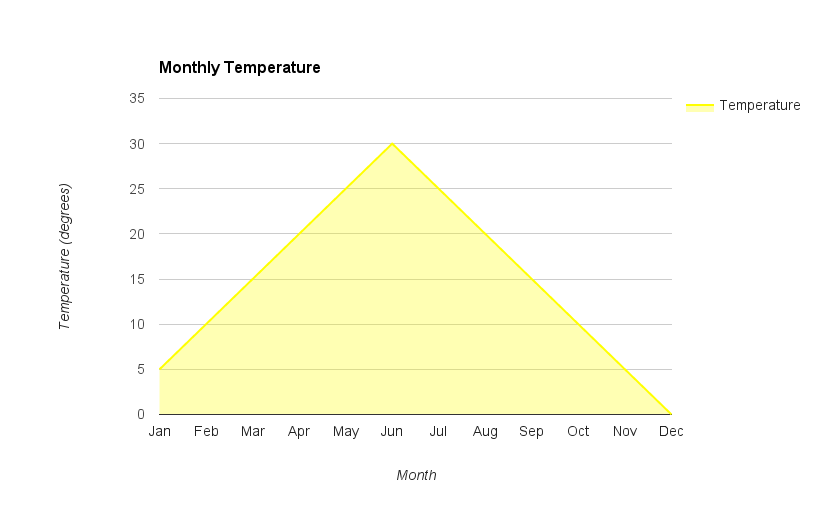 Monthly Temperature
Temperature
35
30
25
20
15
10
5
0
Temperature (degrees)
Jan Feb Mar Apr May Jun Jul Aug Sep Oct Nov Dec
Month